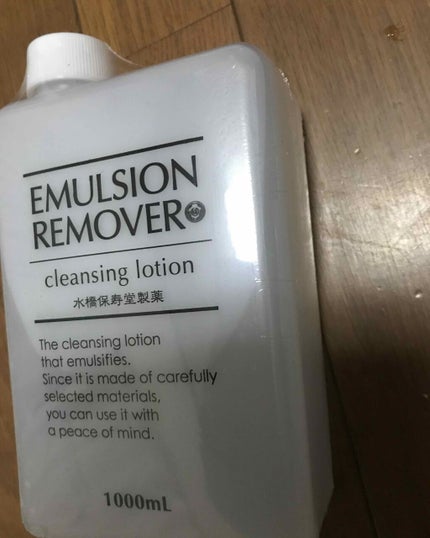 EMULSION
REMOVER
cleansing lotion
水橋保寿堂製薬
The cleansing lotion
that emulsifies.
Since it is made of carefully
selected materials,
you can use it with
a peace of mind.
1000mL